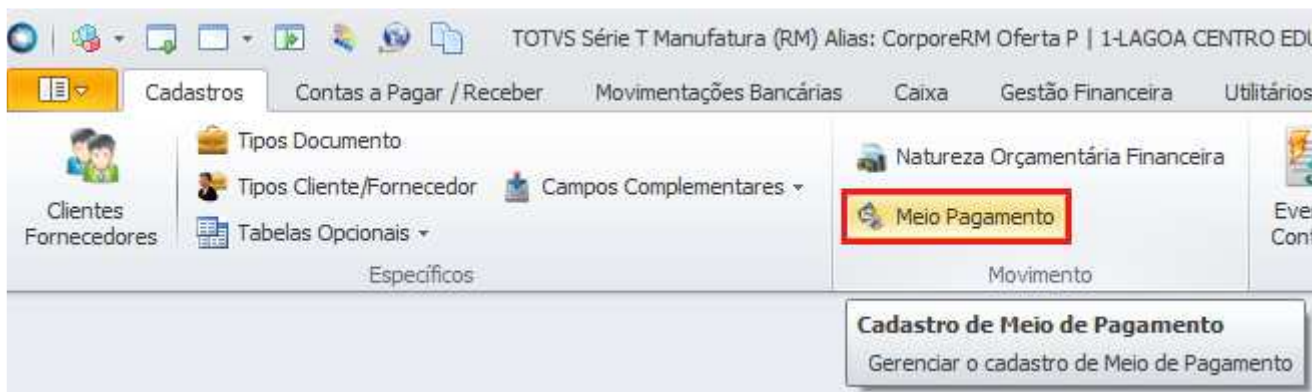 TOTVS Série T Manufatura (RM) Alias: CorporeRM Oferta P | 1-LAGOA CENTRO EDU
Cadastros Contas a Pagar / Receber Movimentações Bancárias Caixa Gestão Financeira Utilitários
Clientes
Fornecedores
Tipos Documento
Tipos Cliente/Fornecedor Campos Complementares
Tabelas Opcionais
Específicos
Natureza Orçamentária Financeira
Meio Pagamento
Movimento
Cadastro de Meio de Pagamento
Gerenciar o cadastro de Meio de Pagamento